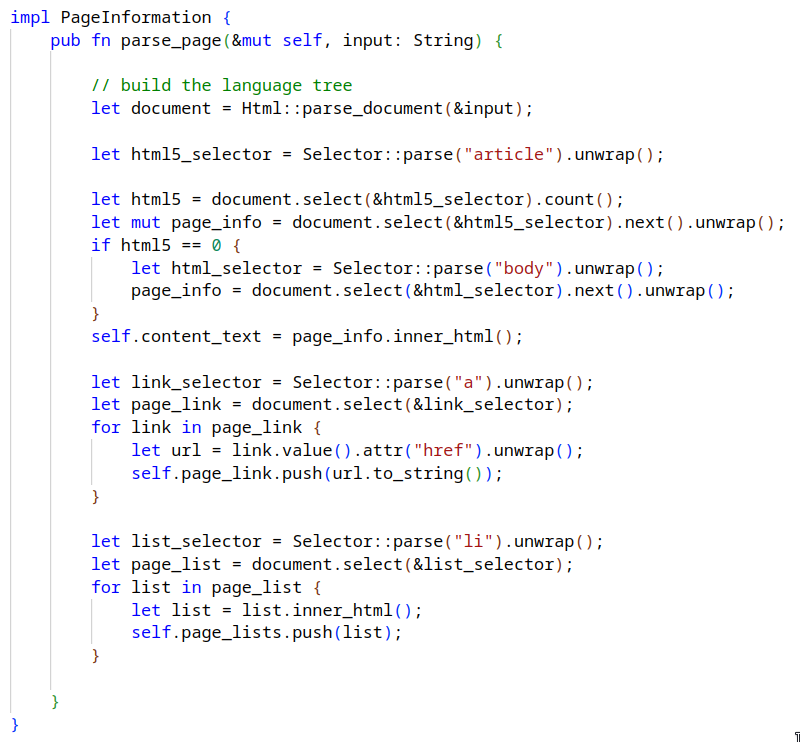 impl PageInformation {
    pub fn parse_page(&mut self, input: String) {

        // build the language tree
        let document = Html::parse_document(&input);

        let html5_selector = Selector::parse("article").unwrap();

        let html5 = document.select(&html5_selector).count();
        let mut page_info = document.select(&html5_selector).next().unwrap();
        if html5 == 0 {
            let html_selector = Selector::parse("body").unwrap();
            page_info = document.select(&html_selector).next().unwrap();
        }
        self.content_text = page_info.inner_html();

        let link_selector = Selector::parse("a").unwrap();
        let page_link = document.select(&link_selector);
        for link in page_link {
            let url = link.value().attr("href").unwrap();
            self.page_link.push(url.to_string());
        }

        let list_selector = Selector::parse("li").unwrap();
        let page_list = document.select(&list_selector);
        for list in page_list {
            let list = list.inner_html();
            self.page_lists.push(list);
        }

    }
}